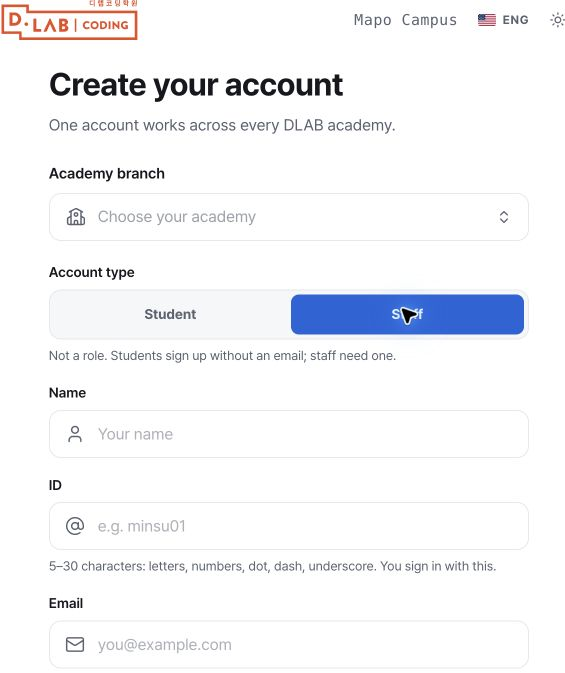 디랩코딩학원
D·LAB | CODING
Mapo Campus
ENG
Create your account
One account works across every DLAB academy.
Academy branch
Choose your academy
Account type
Student
Staff
Not a role. Students sign up without an email; staff need one.
Name
Your name
ID
e.g. minsu01
5–30 characters: letters, numbers, dot, dash, underscore. You sign in with this.
Email
you@example.com